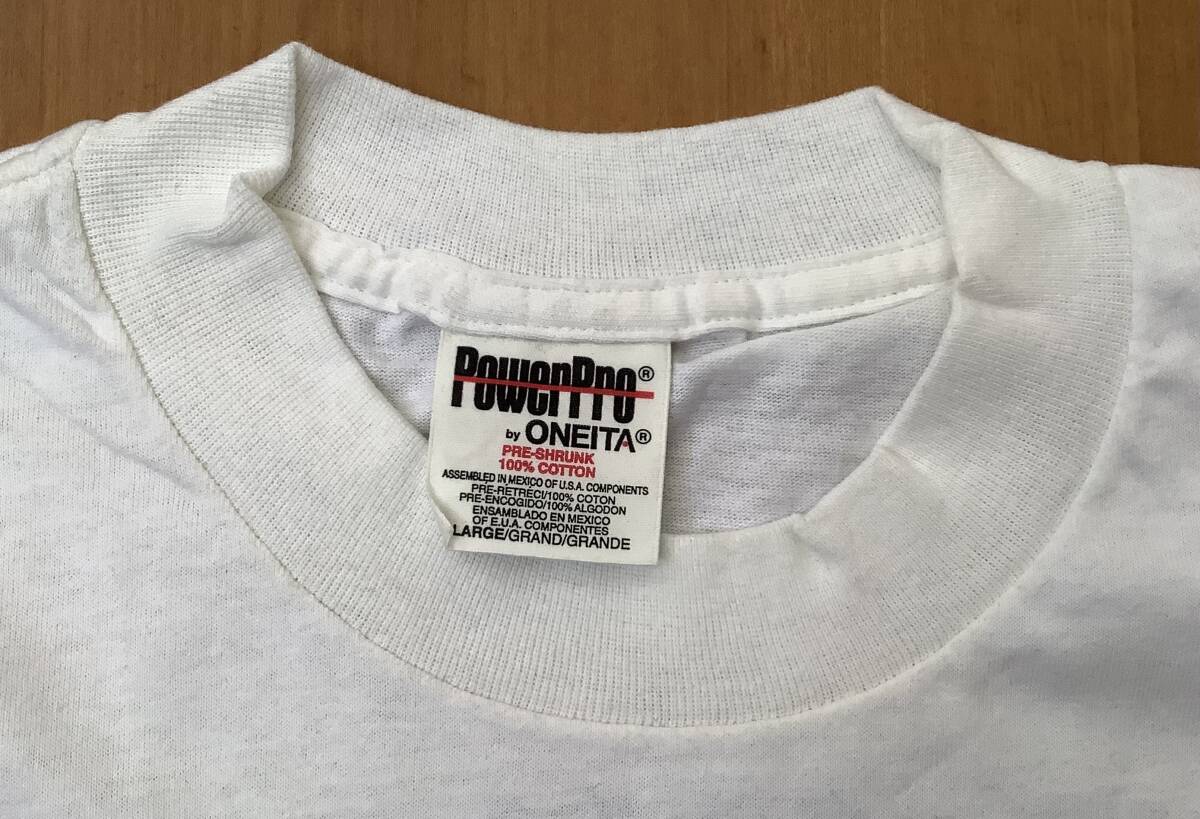 PowerPro®
by ONEITA®
PRE-SHRUNK
100% COTTON
ASSEMBLED IN MEXICO OF U.S.A. COMPONENTS
PRE-RETRECI/100% COTON
PRE-ENCOGIDO/100% ALGODON
ENSAMBLADO EN MEXICO
OF E.U.A. COMPONENTES
LARGE/GRAND/GRANDE